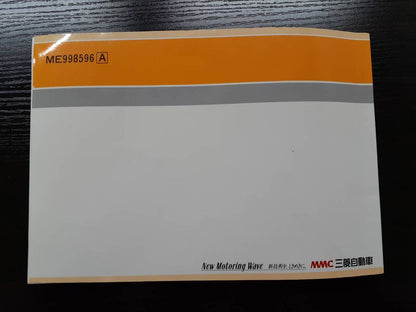 ME998596 A
New Motoring Wave
MMC 三菱自動車